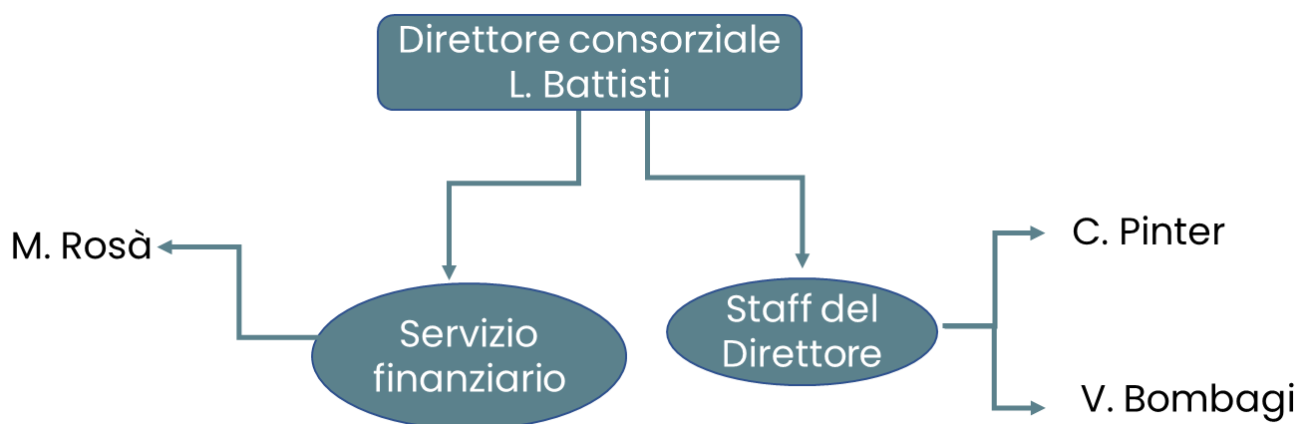 Direttore consorziale
L. Battisti
M. Rosà
C. Pinter
Servizio
finanziario
Staff del
Direttore
V. Bombagi